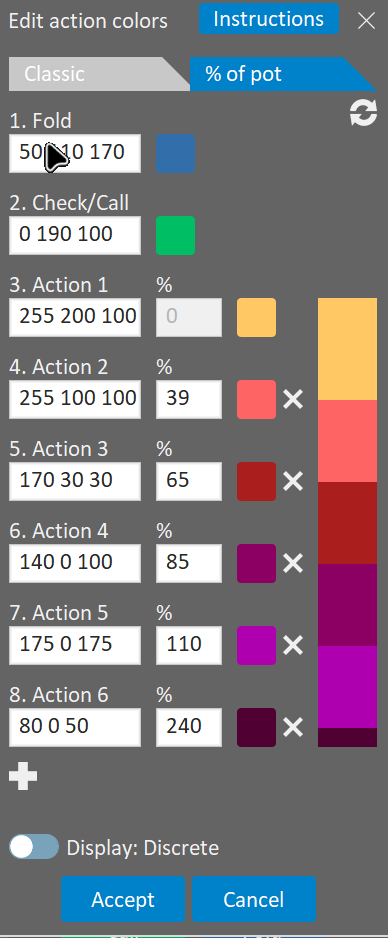 Edit action colors
Instructions
Classic
% of pot
1. Fold
170
2. Check/Call
0 190 100
3. Action 1 %
255 200 100 0
4. Action 2 %
255 100 100 39
5. Action 3 %
170 30 30 65
6. Action 4 %
140 0 100 85
7. Action 5 %
175 0 175 110
8. Action 6 %
80 0 50 240
Display: Discrete
Accept
Cancel